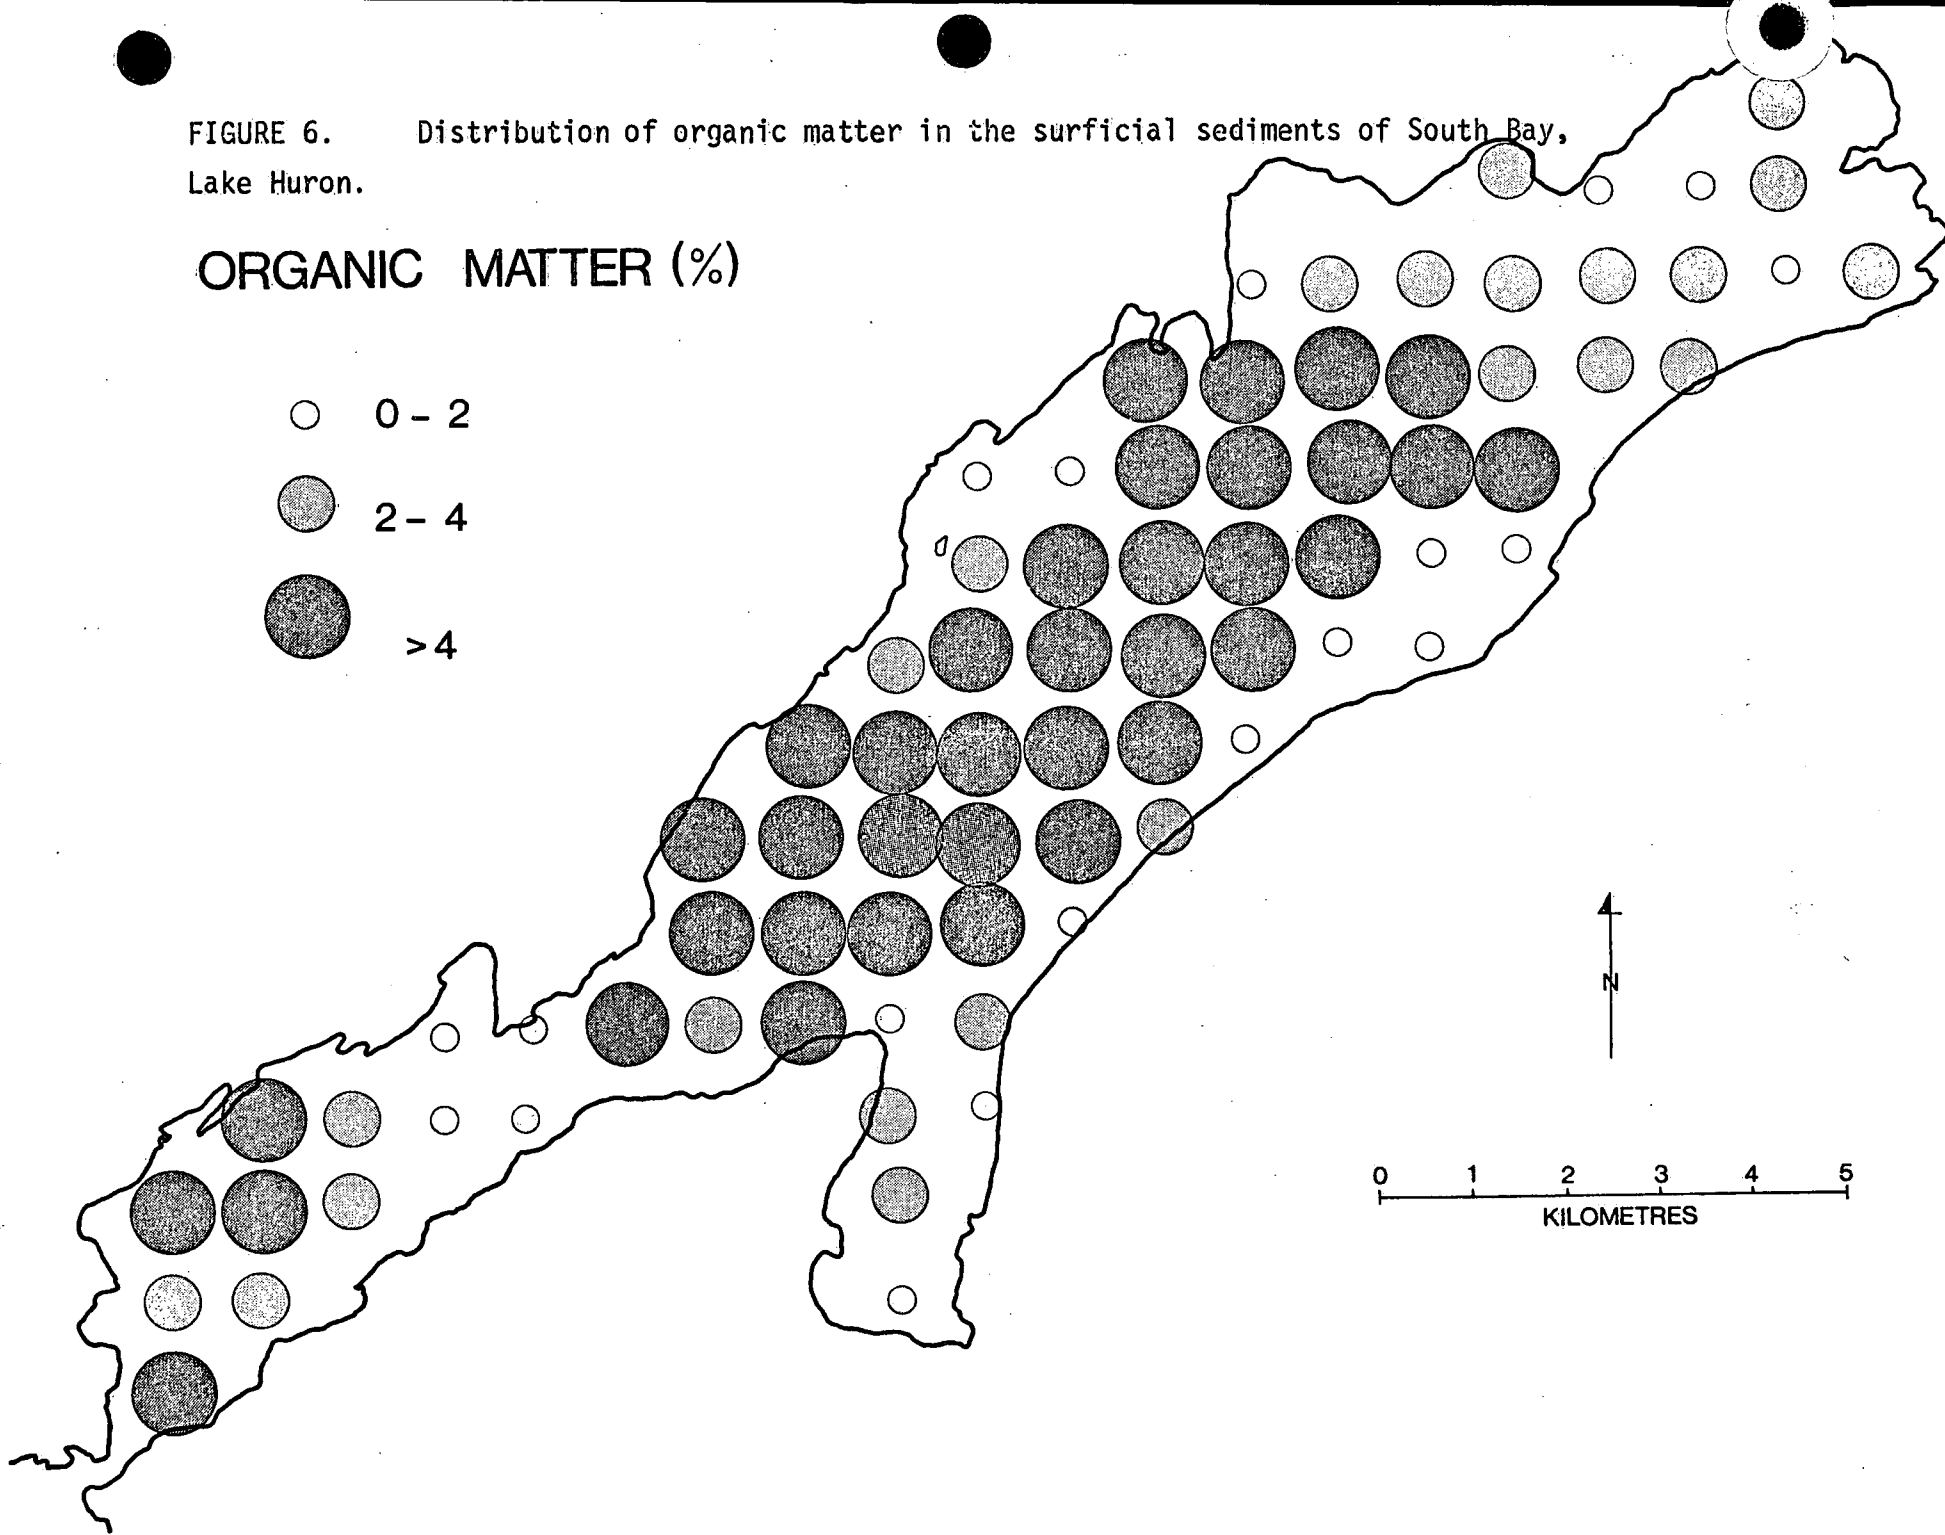 FIGURE 6. Distribution of organic matter in the surficial sediments of South Bay,
Lake Huron.
ORGANIC MATTER (%)
0 - 2
2 - 4
>4
N
0 1 2 3 4 5
KILOMETRES